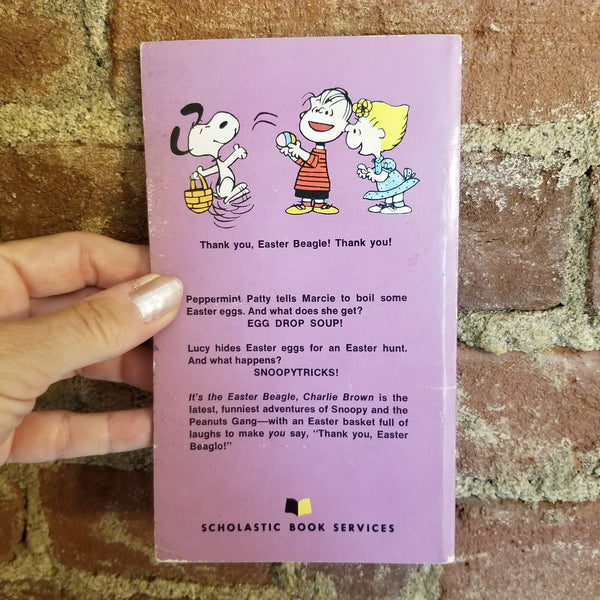 Thank you, Easter Beagle! Thank you!
Peppermint Patty tells Marcie to boil some
Easter eggs. And what does she get?
EGG DROP SOUP!
Lucy hides Easter eggs for an Easter hunt.
And what happens?
SNOOPYTRICKS!
It's the Easter Beagle, Charlie Brown is the
latest, funniest adventures of Snoopy and the
Peanuts Gang—with an Easter basket full of
laughs to make you say, "Thank you, Easter
Beaglo!"
SCHOLASTIC BOOK SERVICES